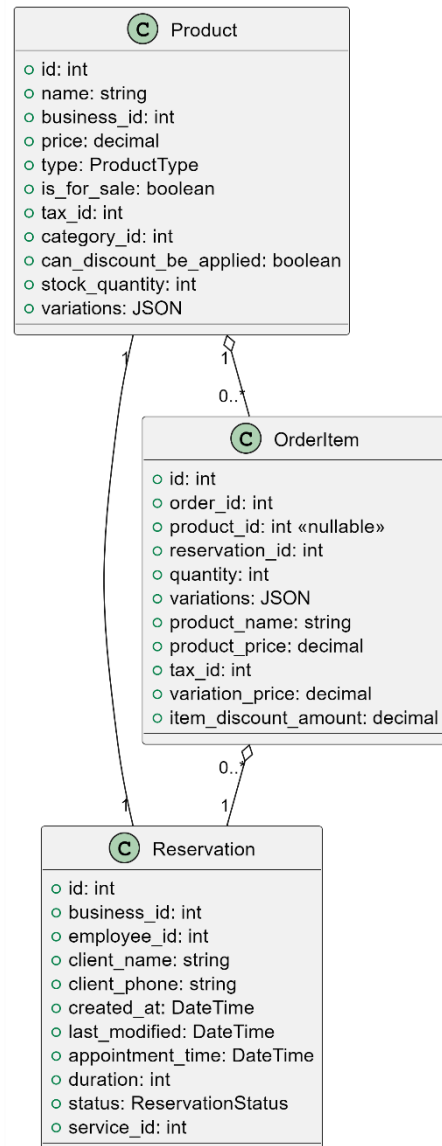 C Product
id: int
name: string
business_id: int
price: decimal
type: ProductType
is_for_sale: boolean
tax_id: int
category_id: int
can_discount_be_applied: boolean
stock_quantity: int
variations: JSON
1 1
0..*
C OrderItem
id: int
order_id: int
product_id: int «nullable»
reservation_id: int
quantity: int
variations: JSON
product_name: string
product_price: decimal
tax_id: int
variation_price: decimal
item_discount_amount: decimal
0..*
1 1
C Reservation
id: int
business_id: int
employee_id: int
client_name: string
client_phone: string
created_at: DateTime
last_modified: DateTime
appointment_time: DateTime
duration: int
status: ReservationStatus
service_id: int